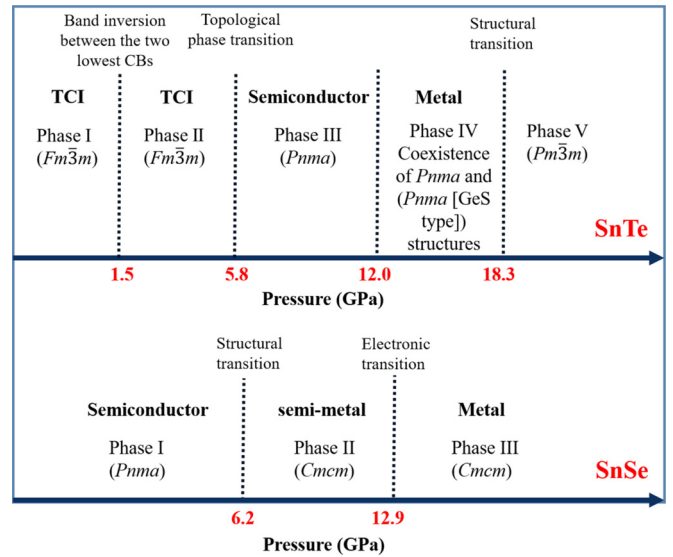 Band inversion
between the two
lowest CBs
Topological
phase transition
Structural
transition
TCI
TCI
Semiconductor
Metal
Phase I
(Fm3̅m)
Phase II
(Fm3̅m)
Phase III
(Pnma)
Phase IV
Coexistence
of Pnma and
(Pnma [GeS
type])
structures
Phase V
(Pm3̅m)
SnTe
1.5
5.8
12.0
18.3
Pressure (GPa)
Structural
transition
Electronic
transition
Semiconductor
semi-metal
Metal
Phase I
(Pnma)
Phase II
(Cmcm)
Phase III
(Cmcm)
SnSe
6.2
12.9
Pressure (GPa)